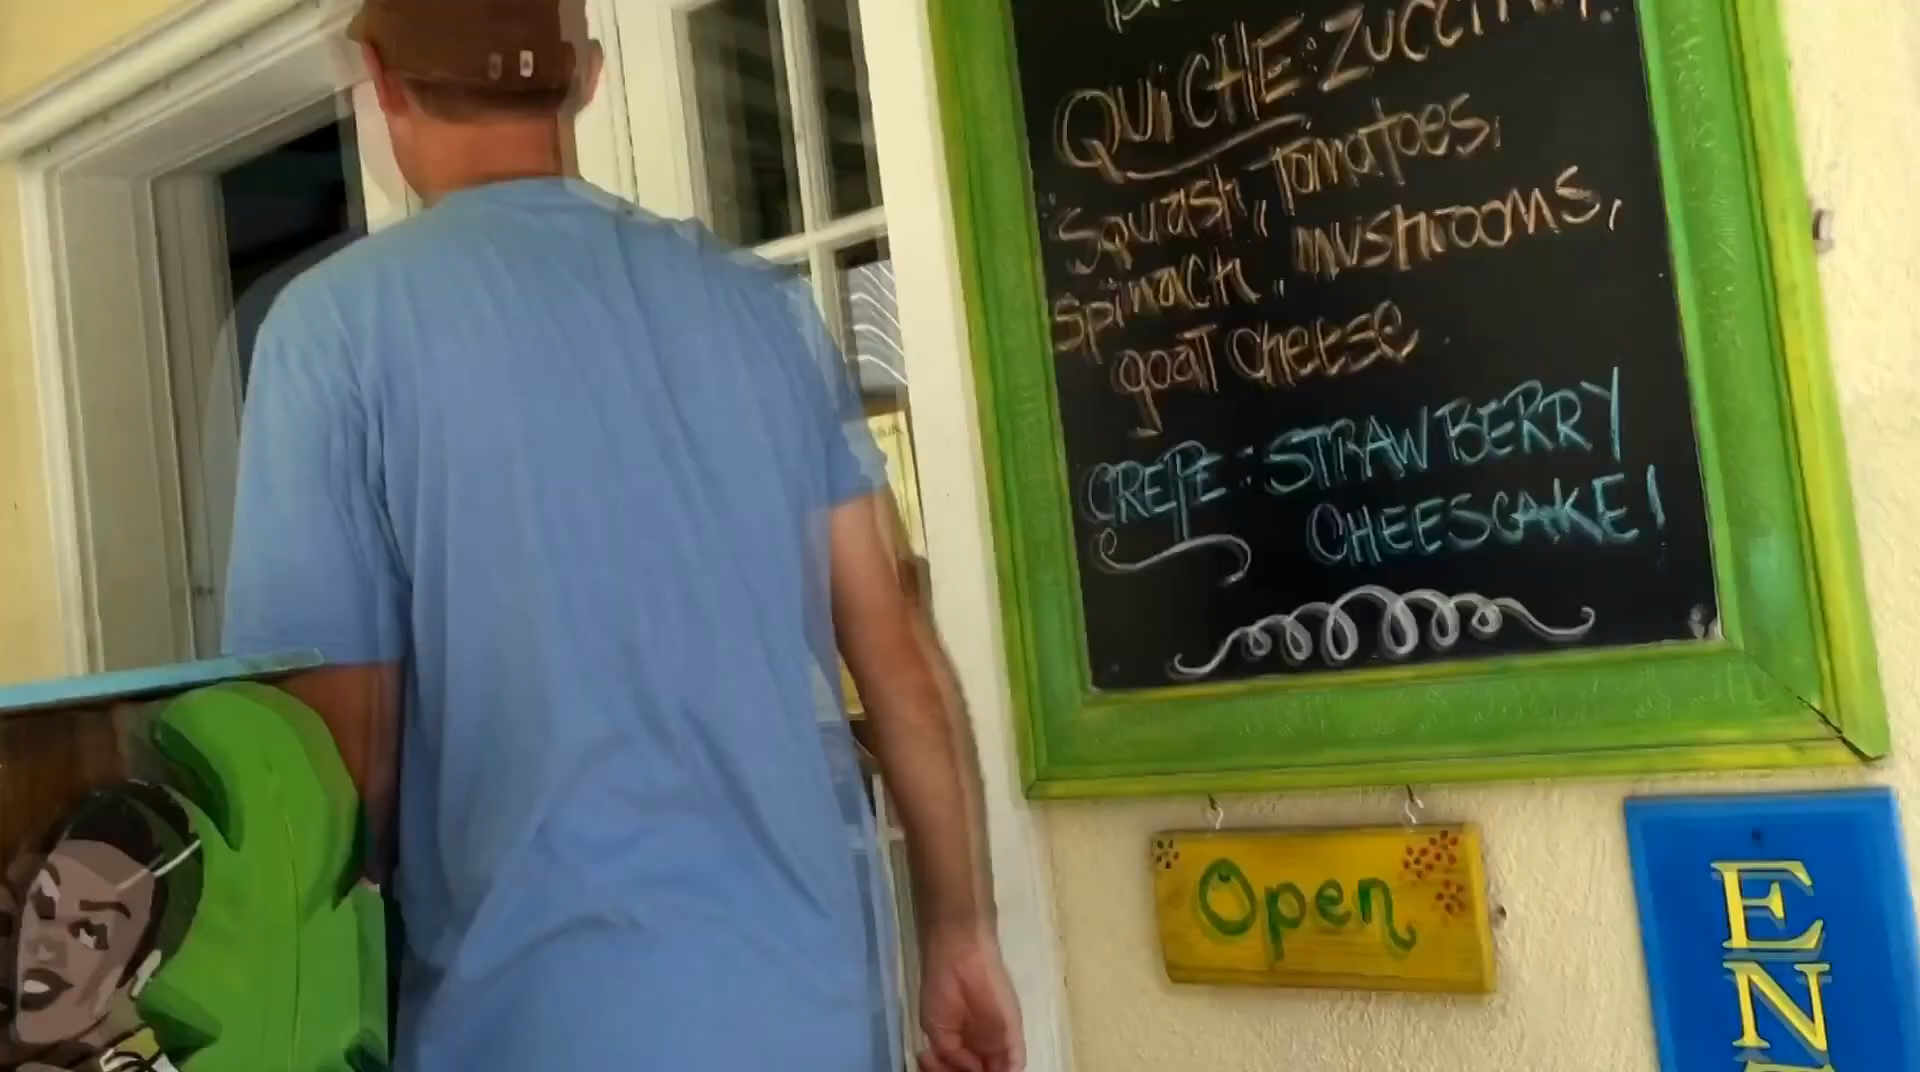 QUICHE: ZUCCHINI,
Squash, Tomatoes,
Spinach, mushrooms,
goat cheese
CREPE: STRAWBERRY
CHEESCAKE!
Open
EN